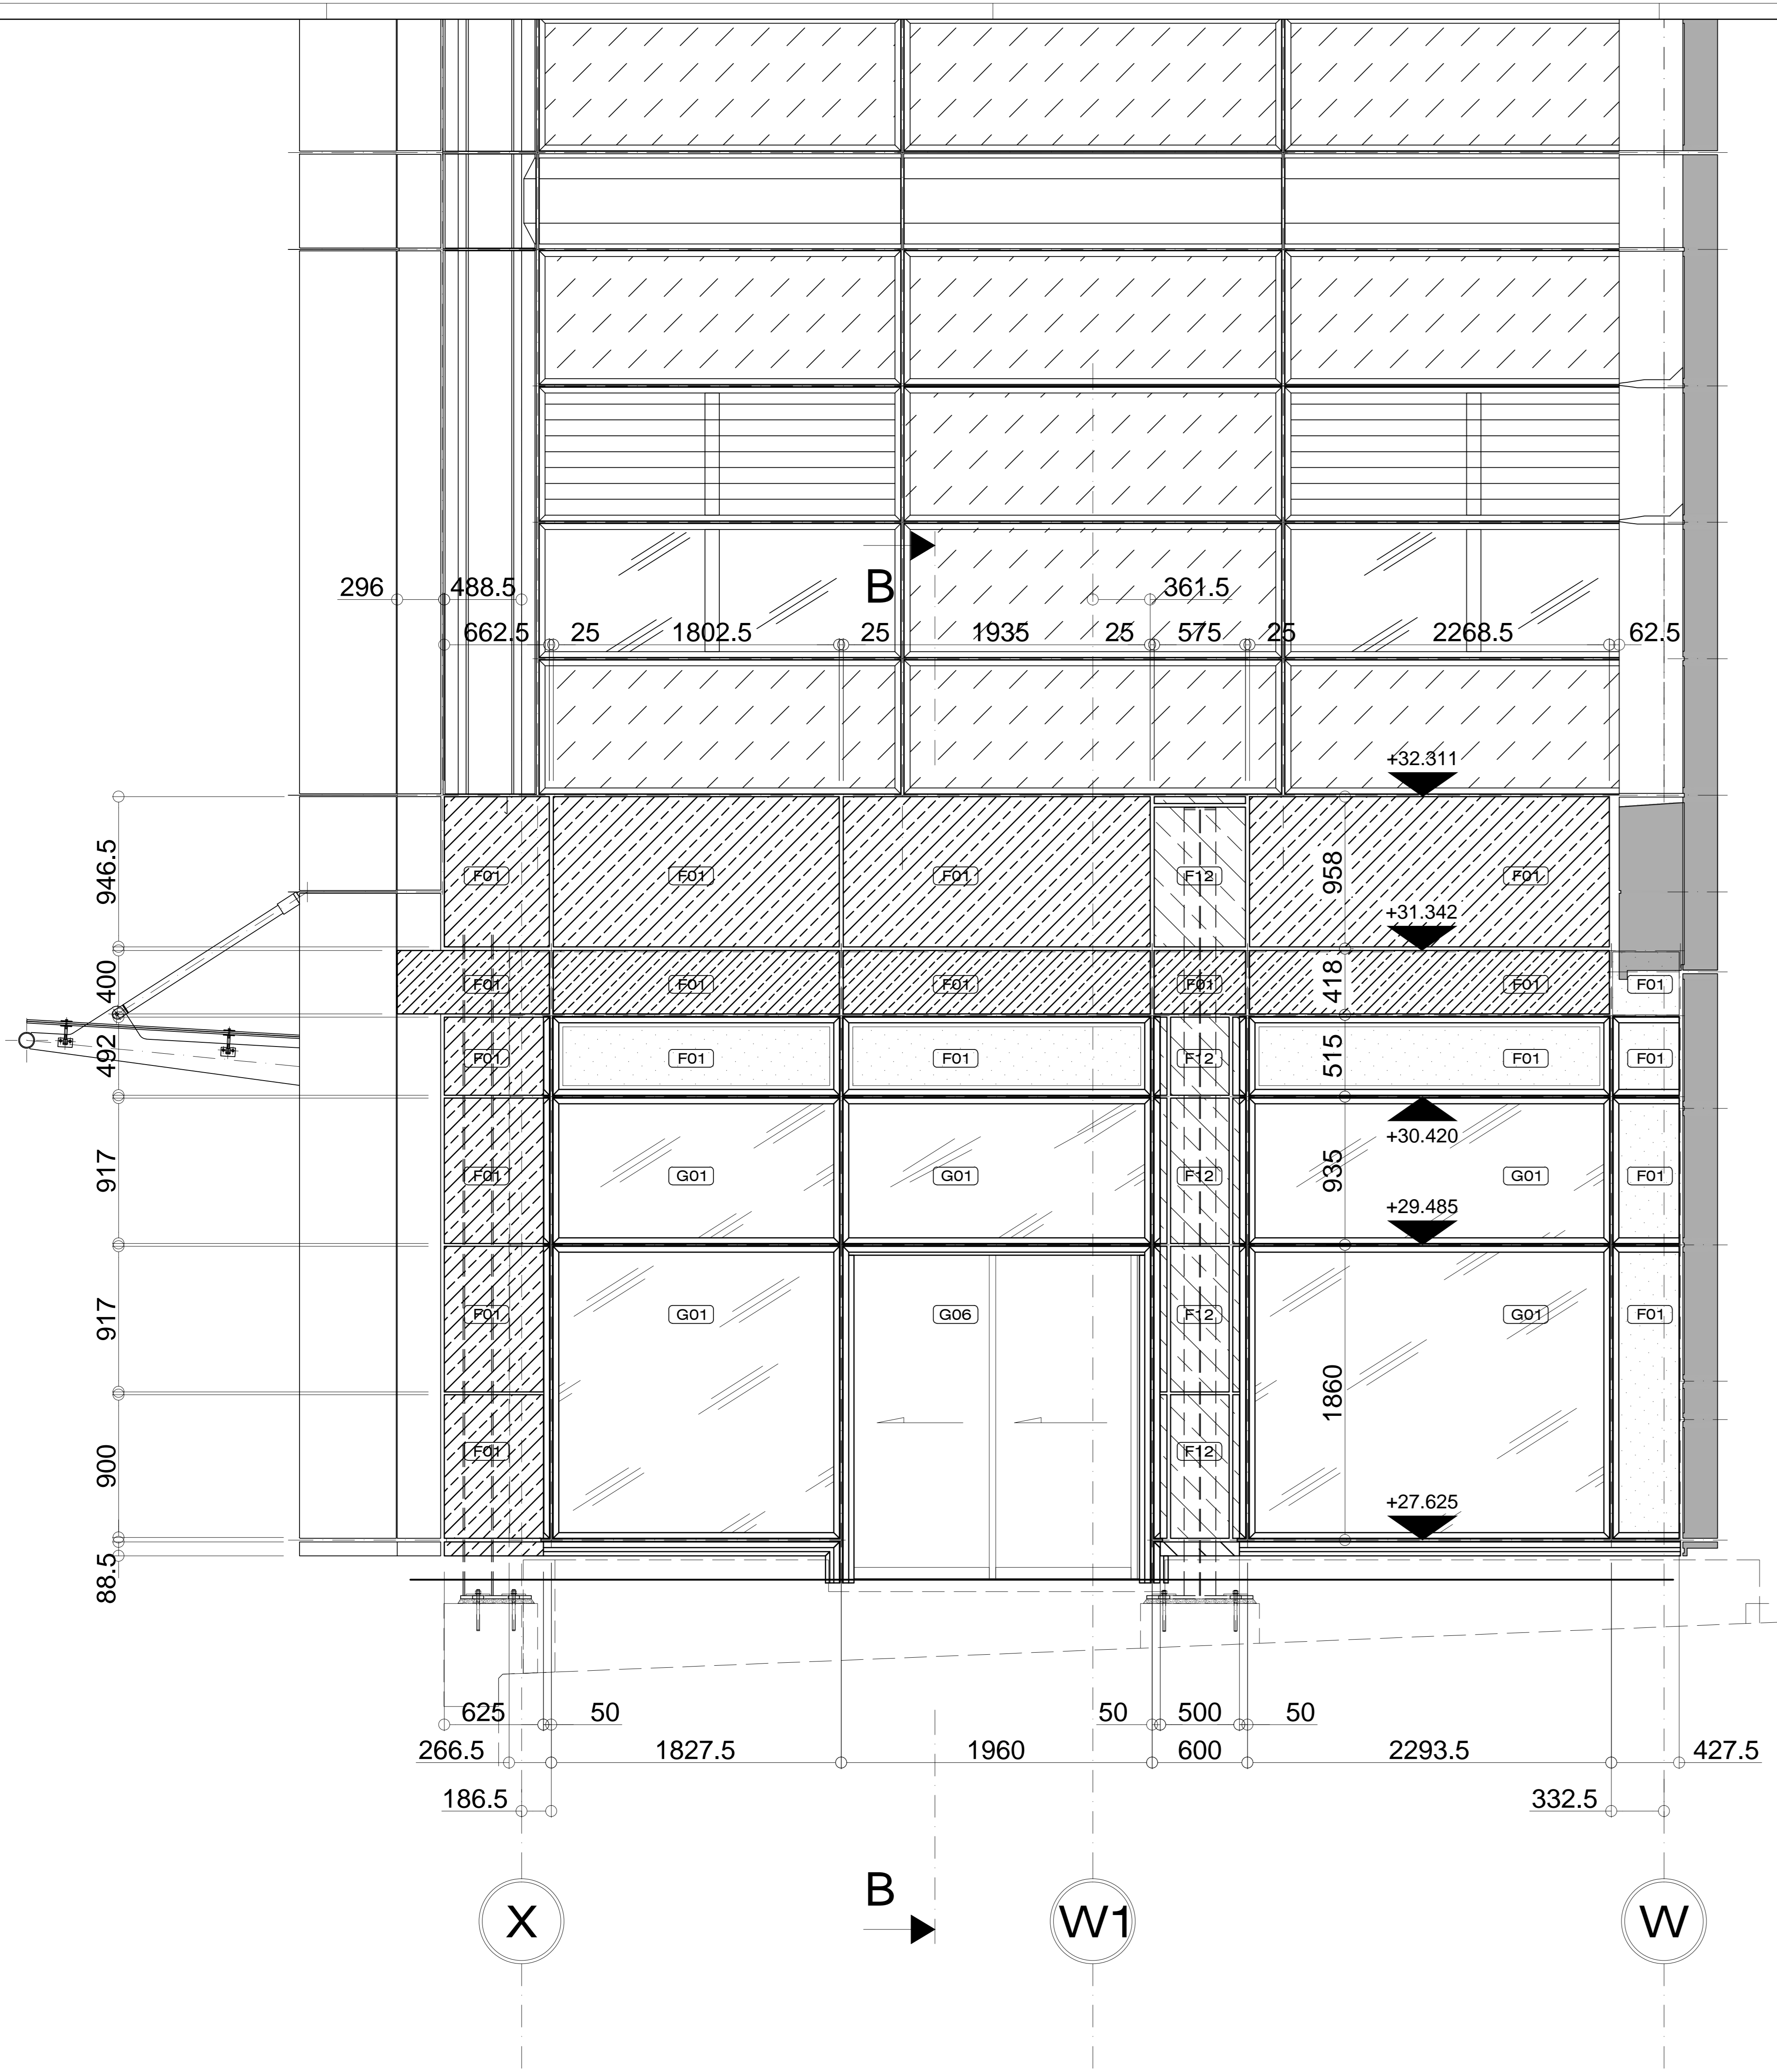 296
488.5
B
361.5
662.5 25 1802.5 25 1935 25 575 25 2268.5 62.5
+32.311
946.5
F01 F01 F01 F12 958 F01
+31.342
400 F01 F01 F01 F01 418 F01 F01
492 F01 F01 F01 F12 515 F01 F01
+30.420
917 F01 G01 G01 F12 935 G01 F01
+29.485
917 F01 G01 G06 F12 G01 F01
1860
900 F01 F12
+27.625
88.5
625 50 50 500 50
266.5 1827.5 1960 600 2293.5 427.5
186.5 332.5
B
X W1 W